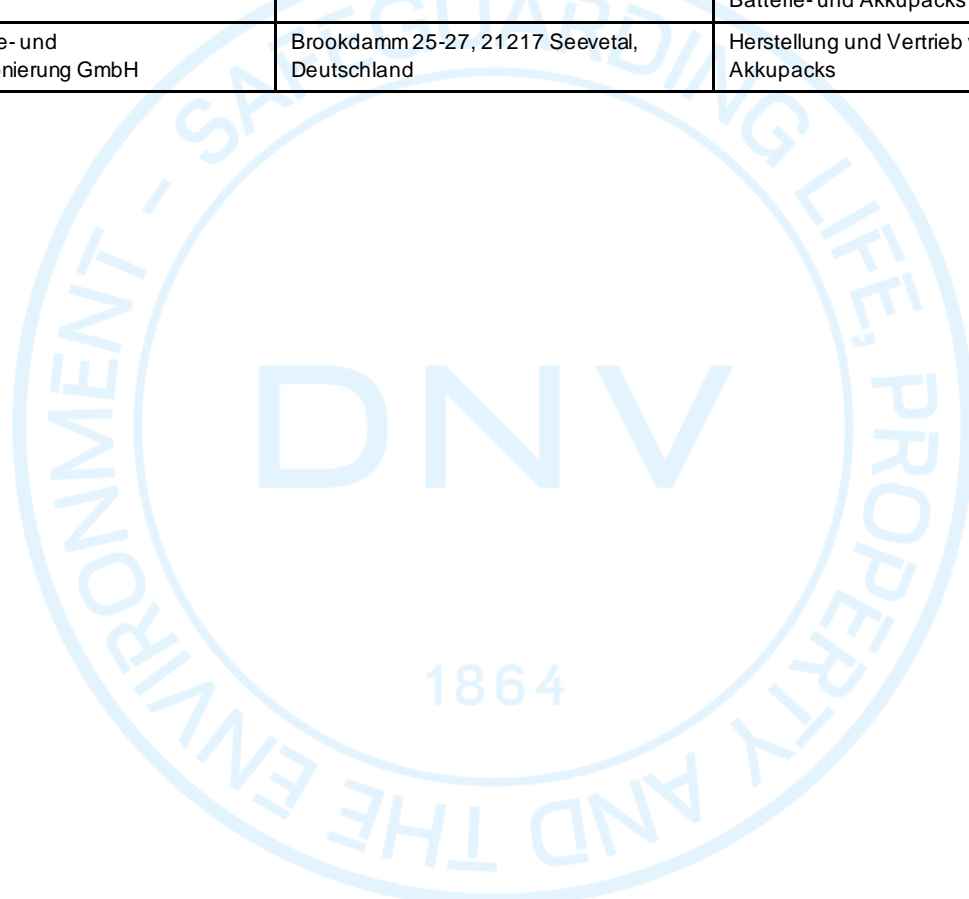 Batterie- und Akkupacks
e- und
Brookdamm 25-27, 21217 Seevetal,
Herstellung und Vertrieb
nierung GmbH
Deutschland
Akkupacks
SAFEGUARDING LIFE, PROPERTY AND THE ENVIRONMENT -
DNV
1864